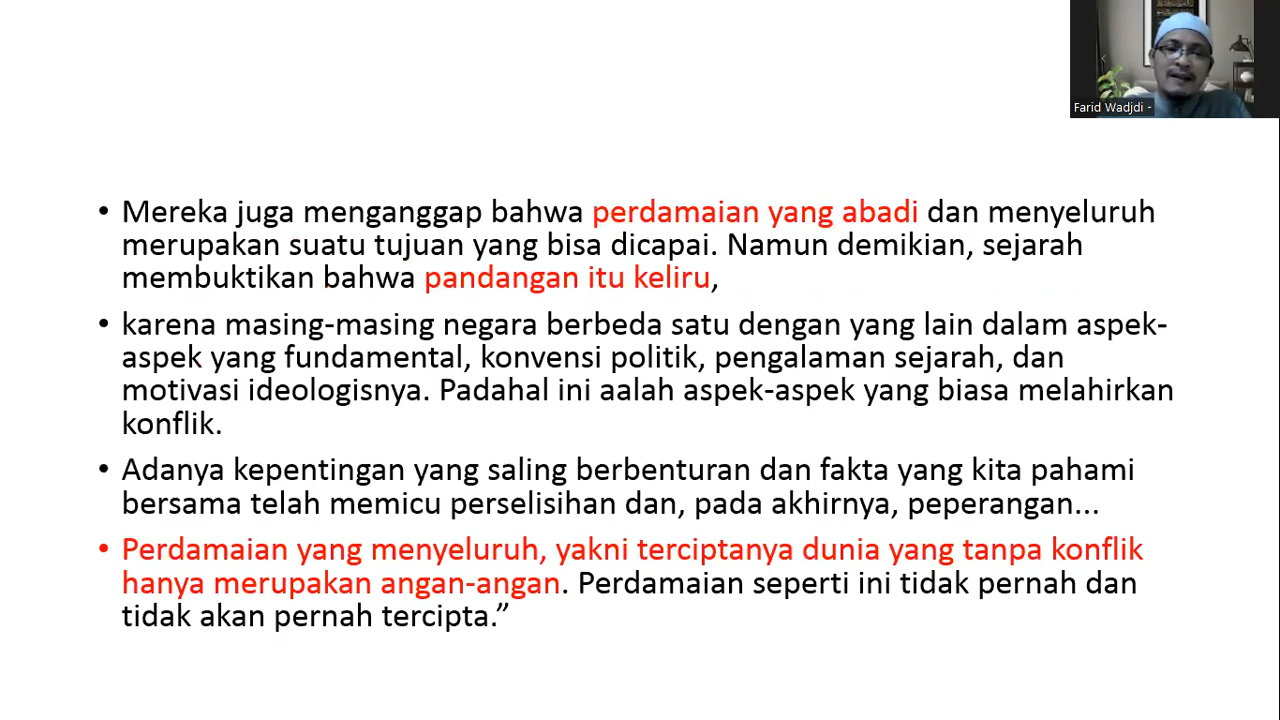 Farid Wadjdi -
• Mereka juga menganggap bahwa perdamaian yang abadi dan menyeluruh
merupakan suatu tujuan yang bisa dicapai. Namun demikian, sejarah
membuktikan bahwa pandangan itu keliru,
• karena masing-masing negara berbeda satu dengan yang lain dalam aspek-
aspek yang fundamental, konvensi politik, pengalaman sejarah, dan
motivasi ideologisnya. Padahal ini aalah aspek-aspek yang biasa melahirkan
konflik.
• Adanya kepentingan yang saling berbenturan dan fakta yang kita pahami
bersama telah memicu perselisihan dan, pada akhirnya, peperangan...
• Perdamaian yang menyeluruh, yakni terciptanya dunia yang tanpa konflik
hanya merupakan angan-angan. Perdamaian seperti ini tidak pernah dan
tidak akan pernah tercipta.”